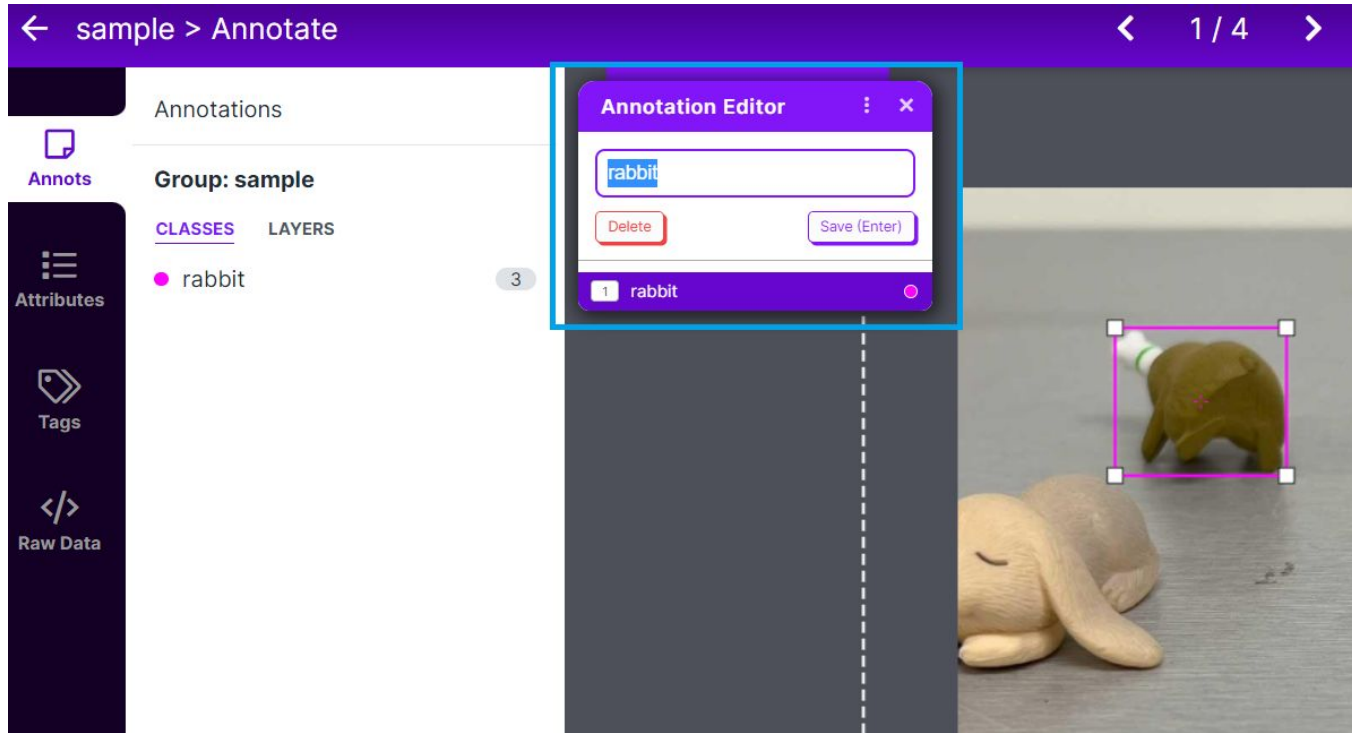 sample > Annotate
1 / 4
Annots
Attributes
Tags
</>
Raw Data
Annotations
Group: sample
CLASSES LAYERS
rabbit 3
Annotation Editor
rabbit
Delete Save (Enter)
1 rabbit